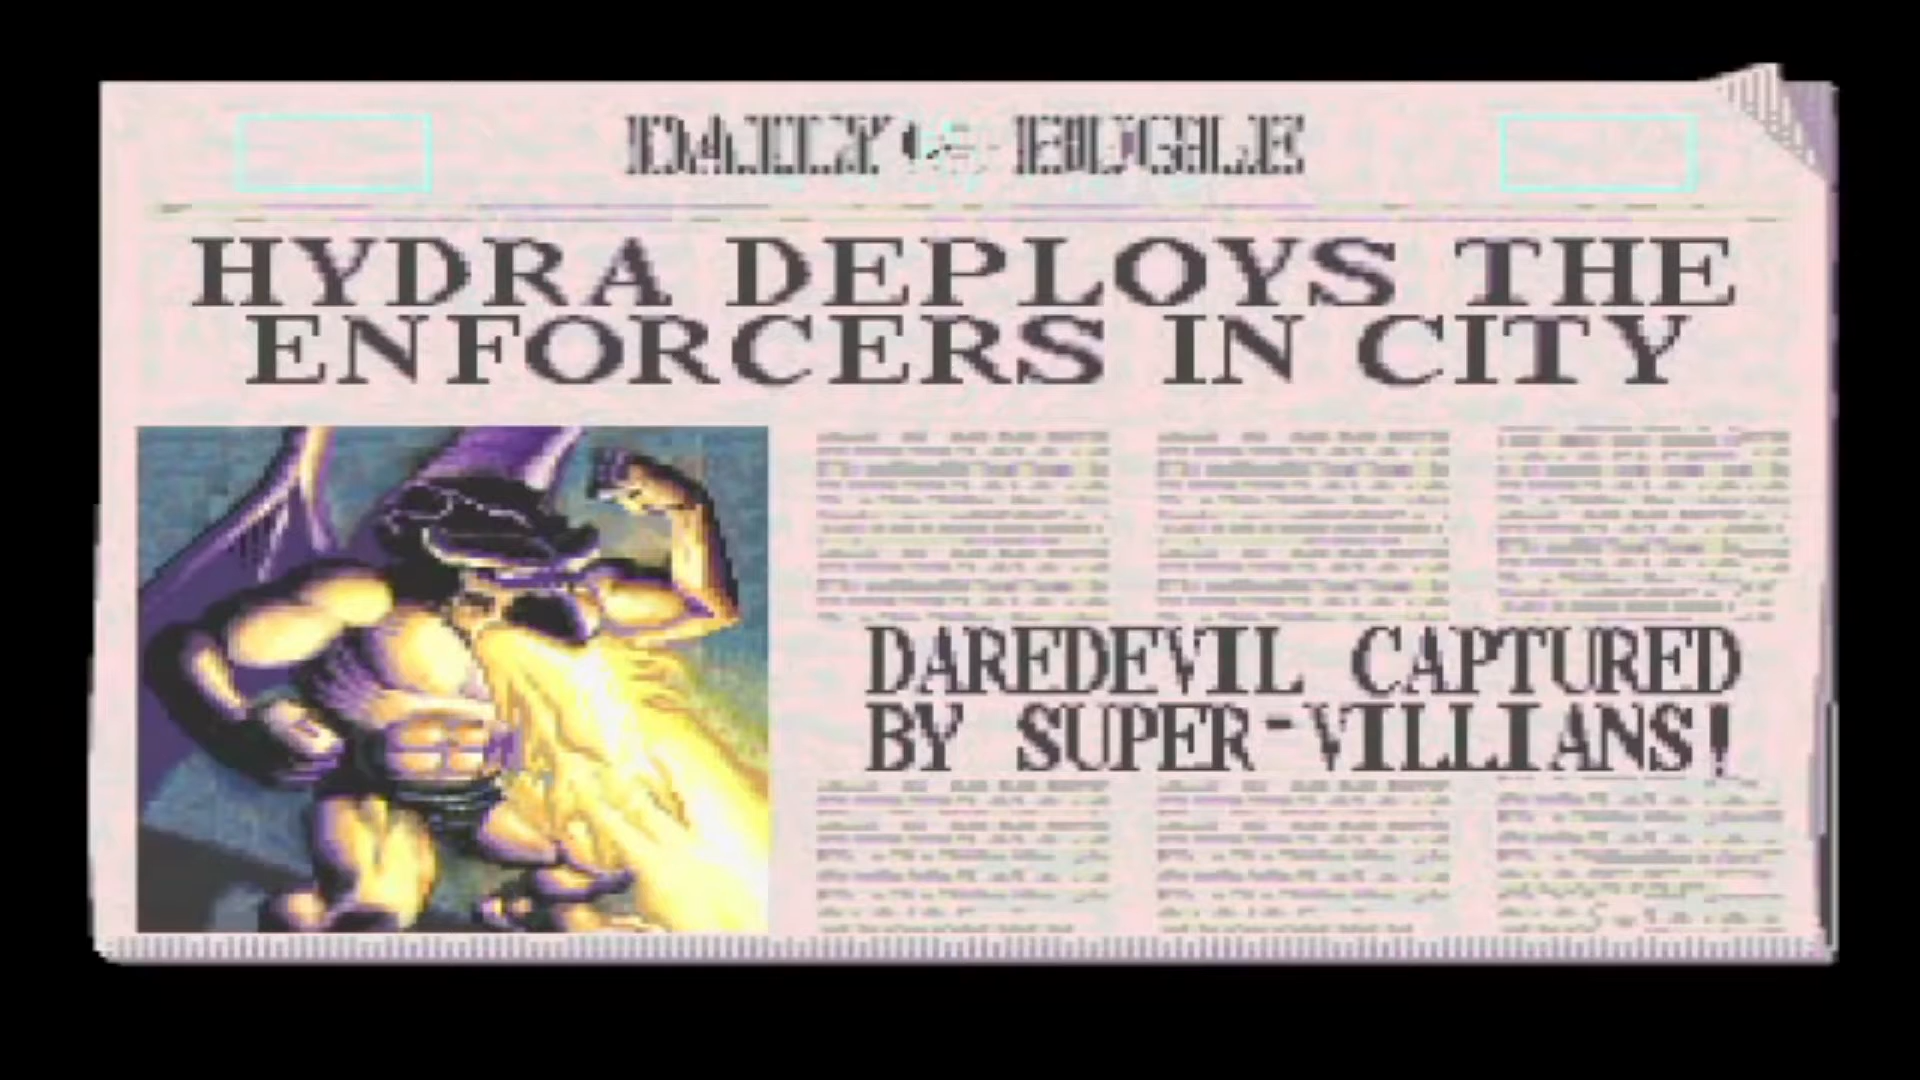 DAILY BUGLE
HYDRA DEPLOYS THE
ENFORCERS IN CITY
DAREDEVIL CAPTURED
BY SUPER-VILLIANS!